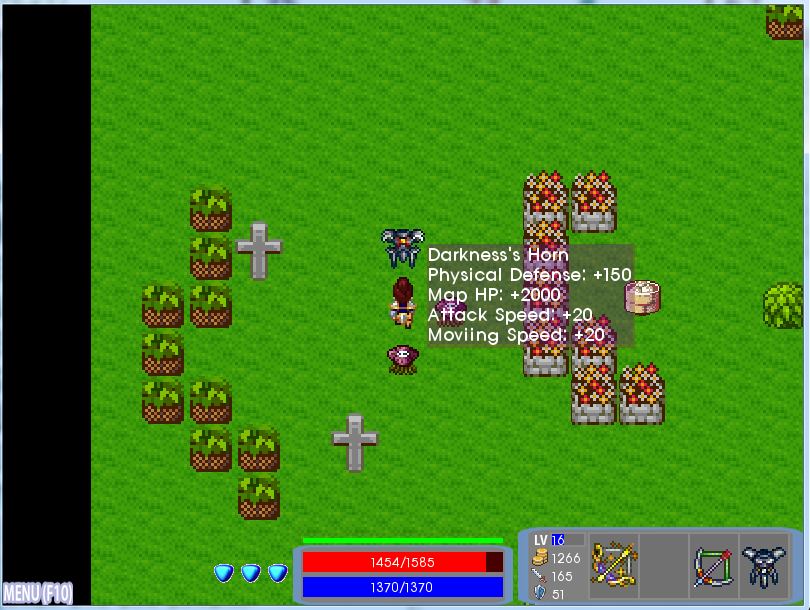 Darkness's Horn
Physical Defense: +150
Map HP: +2000
Attack Speed: +20
Moviing Speed: +20
LV 16
1266
165
51
1454/1585
1370/1370
MENU (F10)